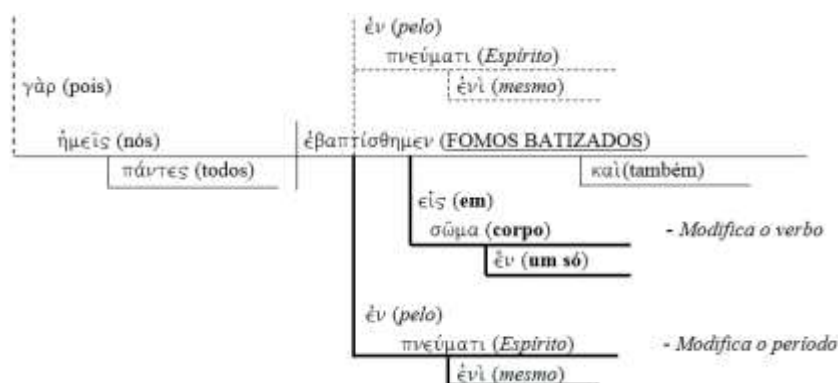 ἐν (pelo)
πνεύματι (Espírito)
ἑνὶ (mesmo)
γὰρ (pois)
ἡμεῖς (nós)
ἐβαπτίσθημεν (FOMOS BATIZADOS)
πάντες (todos)
καὶ(também)
εἰς (em)
σῶμα (corpo) - Modifica o verbo
ἕν (um só)
ἐν (pelo)
πνεύματι (Espírito) - Modifica o período
ἑνὶ (mesmo)